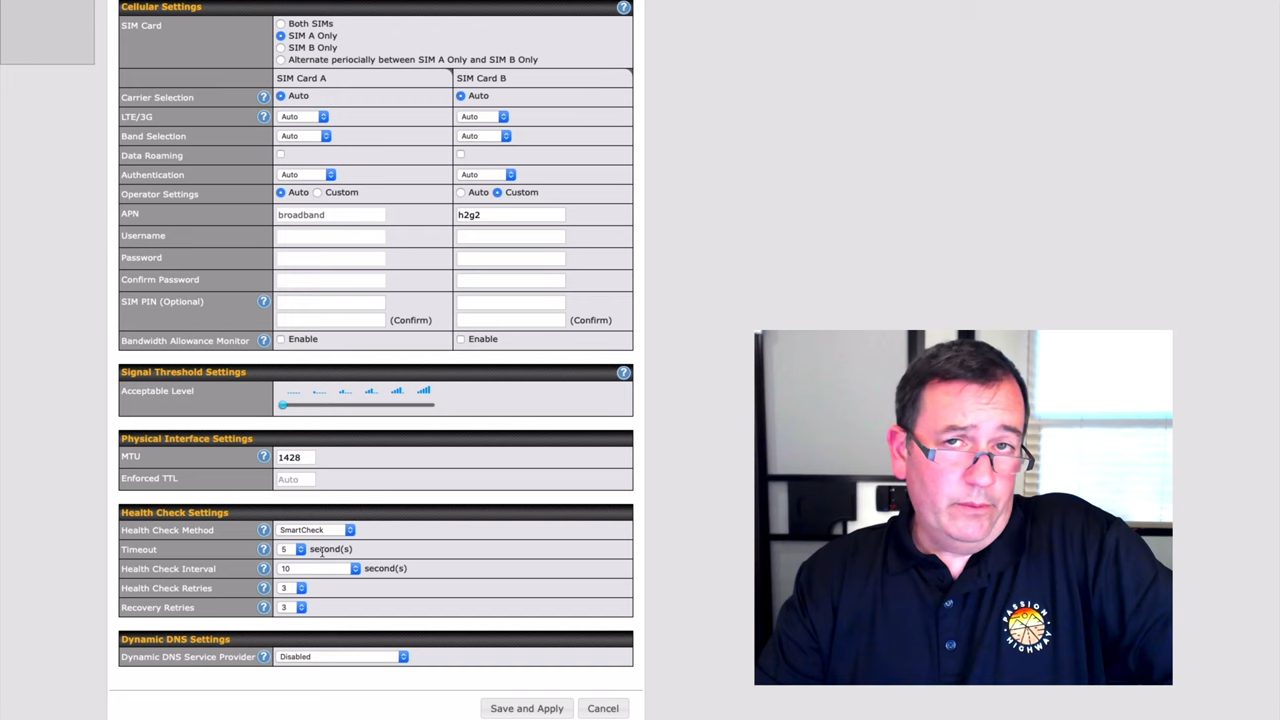 Cellular Settings
SIM Card
Both SIMs
SIM A Only
SIM B Only
Alternate periocially between SIM A Only and SIM B Only
SIM Card A SIM Card B
Carrier Selection Auto Auto
LTE/3G Auto Auto
Band Selection Auto Auto
Data Roaming
Authentication Auto Auto
Operator Settings Auto Custom Auto Custom
APN broadband h2g2
Username
Password
Confirm Password
SIM PIN (Optional)
(Confirm) (Confirm)
Bandwidth Allowance Monitor Enable Enable
Signal Threshold Settings
Acceptable Level
Physical Interface Settings
MTU 1428
Enforced TTL Auto
Health Check Settings
Health Check Method SmartCheck
Timeout 5 second(s)
Health Check Interval 10 second(s)
Health Check Retries 3
Recovery Retries 3
Dynamic DNS Settings
Dynamic DNS Service Provider Disabled
Save and Apply Cancel
PASSION HIGHWAY